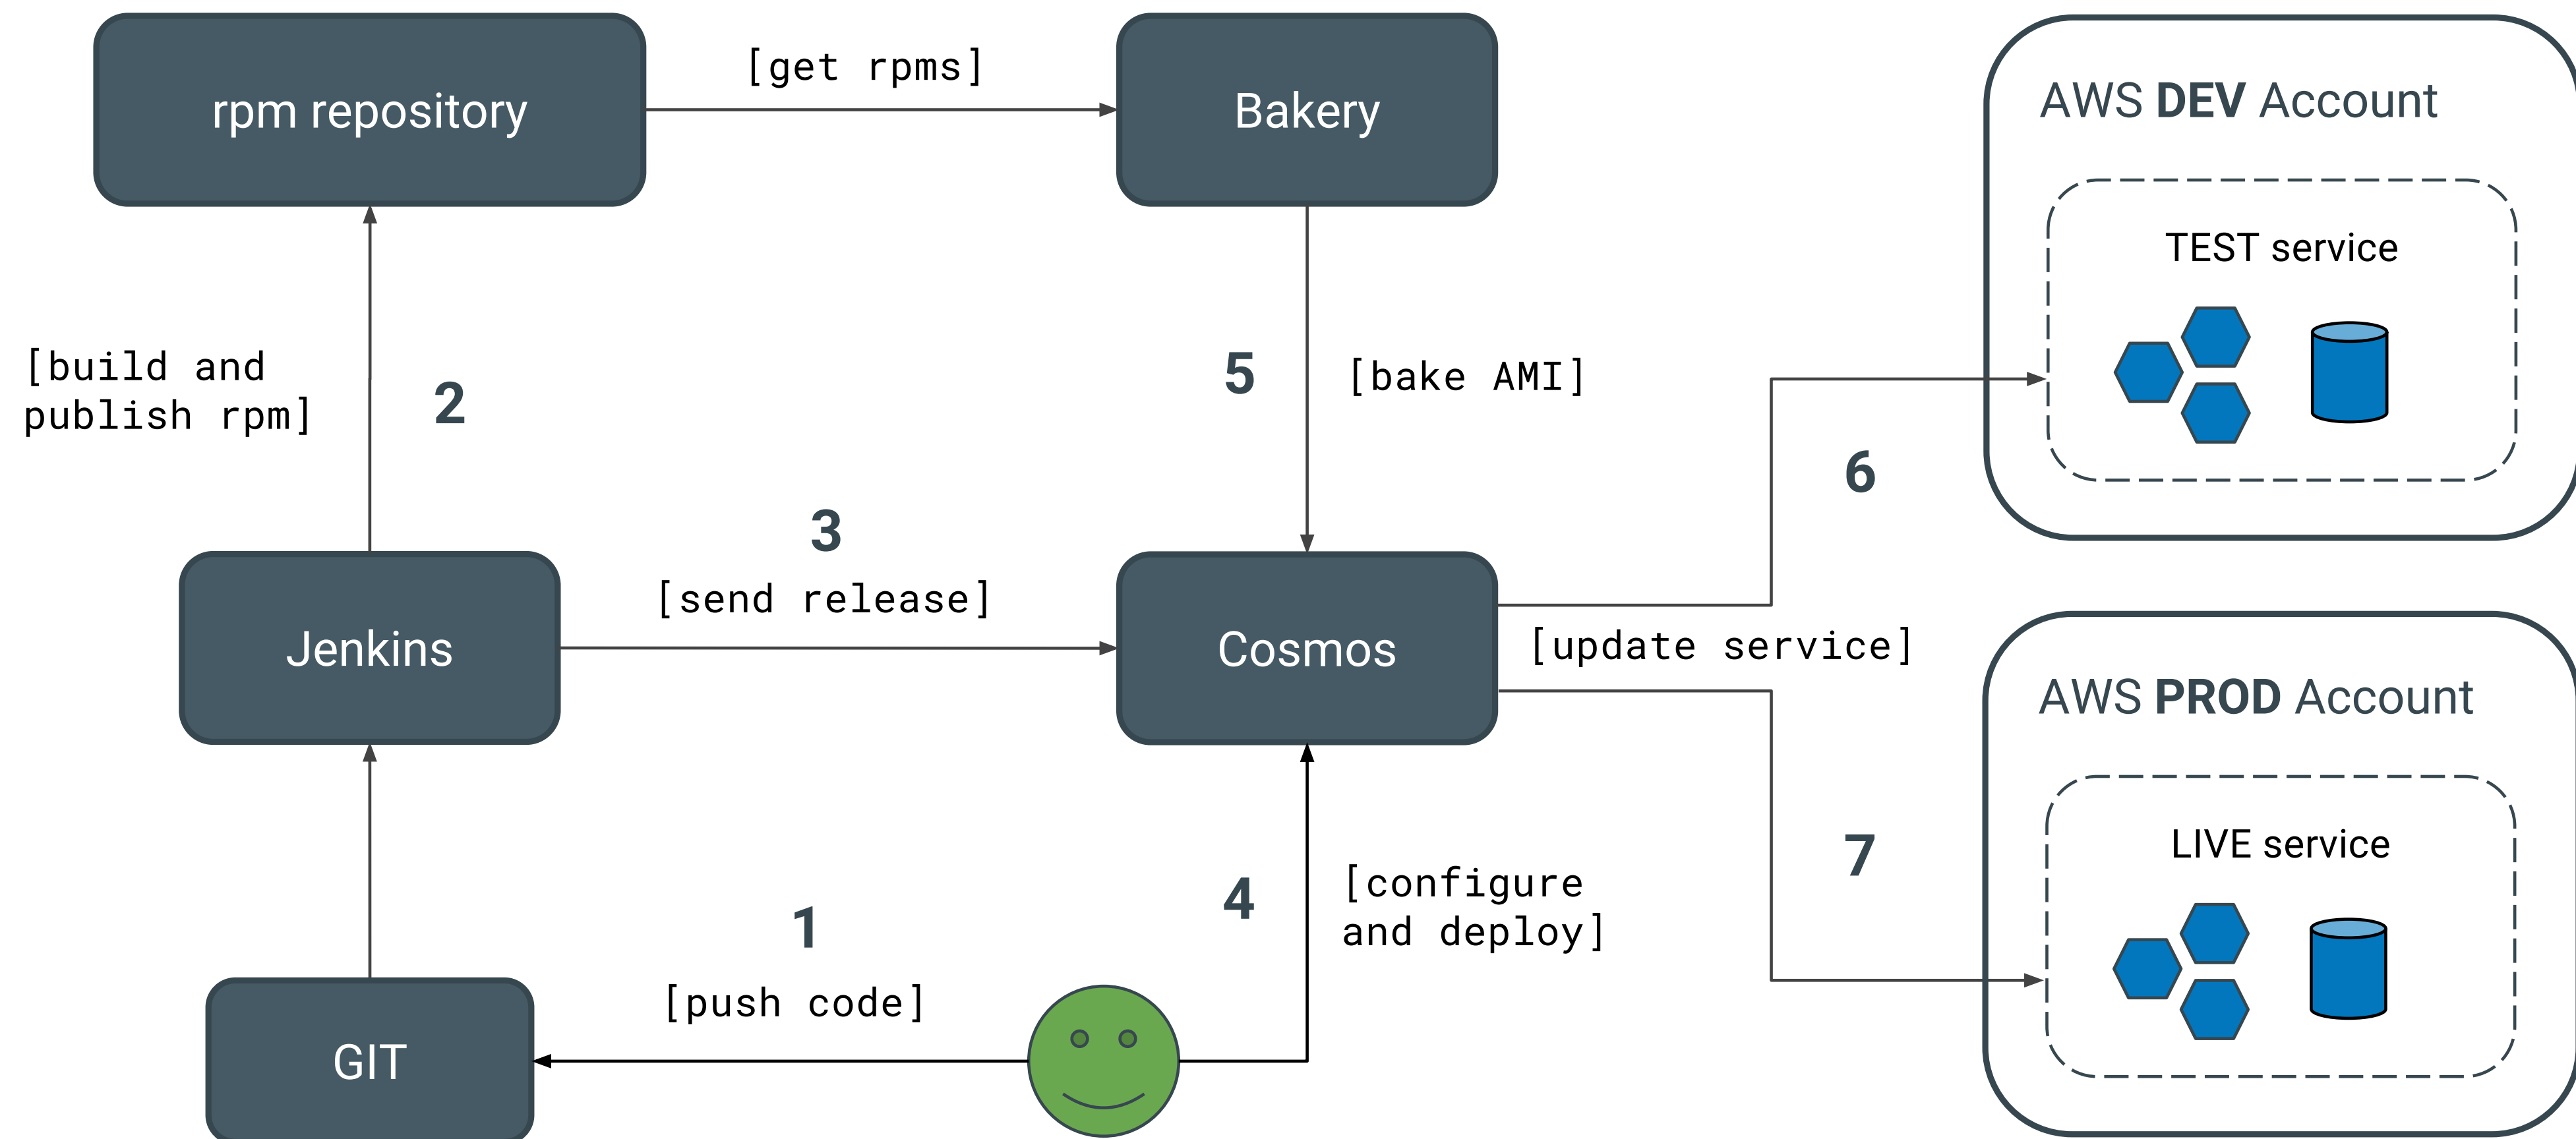 rpm repository
[get rpms]
Bakery
AWS DEV Account
TEST service
[build and
publish rpm]
2
5
[bake AMI]
6
3
[send release]
Jenkins
Cosmos
[update service]
AWS PROD Account
LIVE service
7
1
[push code]
4
[configure
and deploy]
GIT